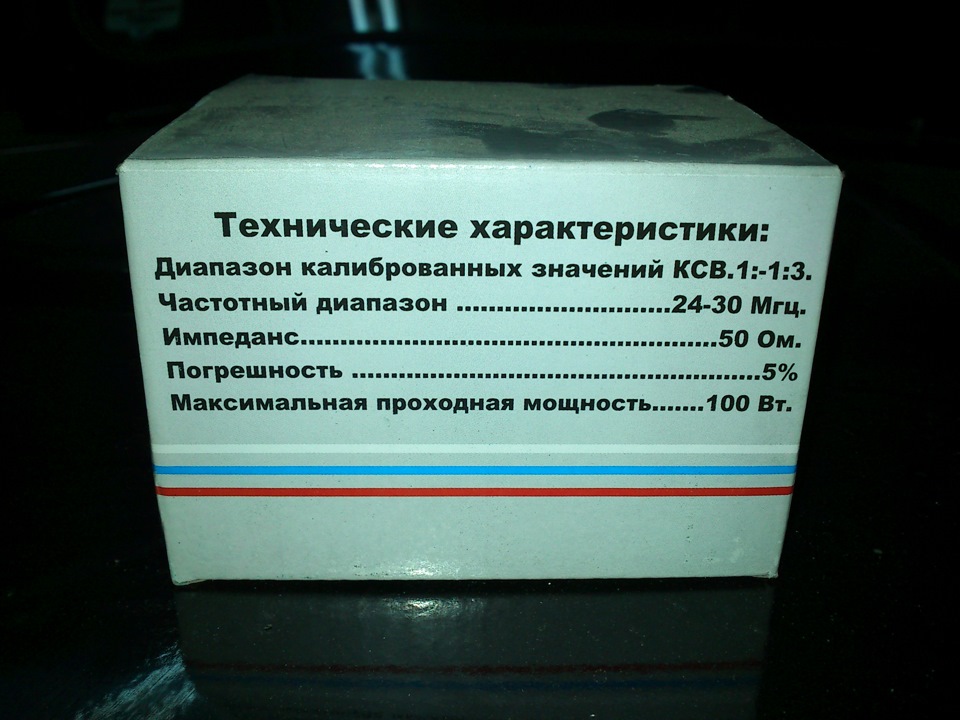 Технические характеристики:
Диапазон калиброванных значений КСВ.1:-1:3.
Частотный диапазон ...........................24-30 Мгц.
Импеданс.....................................................50 Ом.
Погрешность ....................................................5%
Максимальная проходная мощность.......100 Вт.